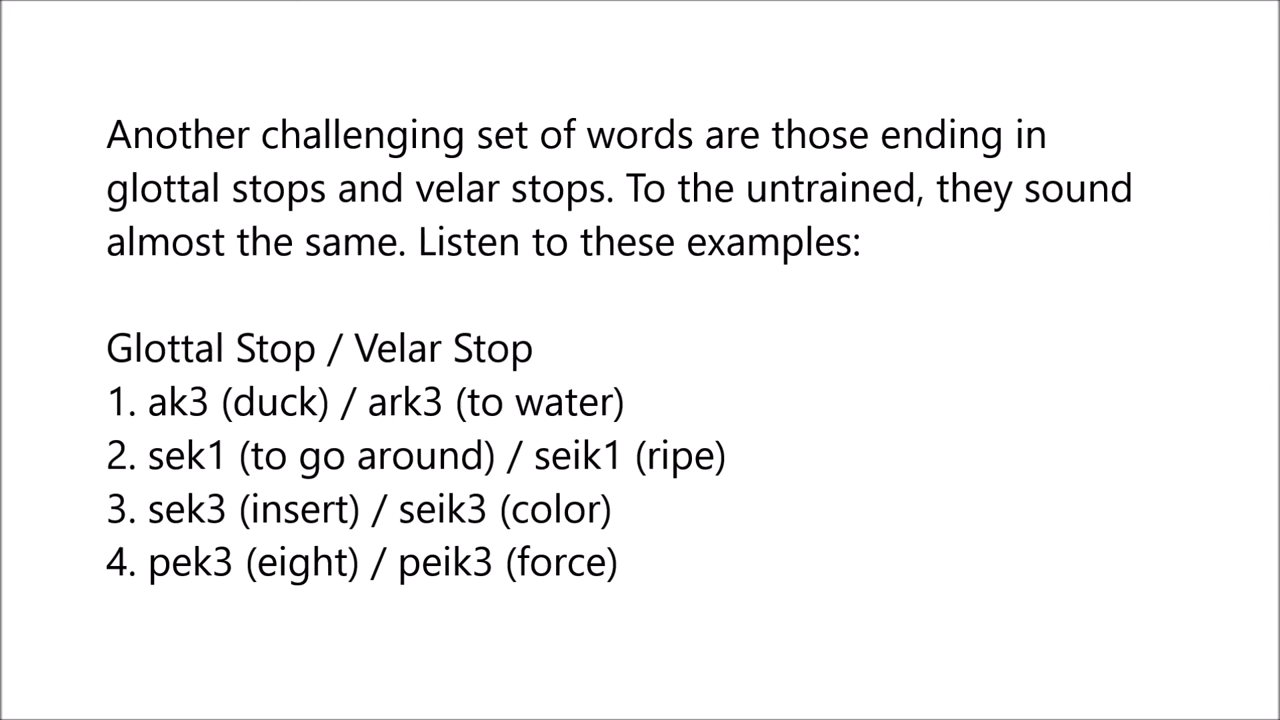 Another challenging set of words are those ending in
glottal stops and velar stops. To the untrained, they sound
almost the same. Listen to these examples:
Glottal Stop / Velar Stop
1. ak3 (duck) / ark3 (to water)
2. sek1 (to go around) / seik1 (ripe)
3. sek3 (insert) / seik3 (color)
4. pek3 (eight) / peik3 (force)